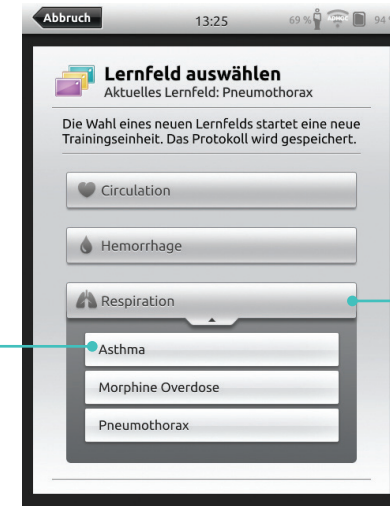 Abbruch 13:25 69 % ADHOC 94 %
Lernfeld auswählen
Aktuelles Lernfeld: Pneumothorax
Die Wahl eines neuen Lernfelds startet eine neue
Trainingseinheit. Das Protokoll wird gespeichert.
Circulation
Hemorrhage
Respiration
Asthma
Morphine Overdose
Pneumothorax